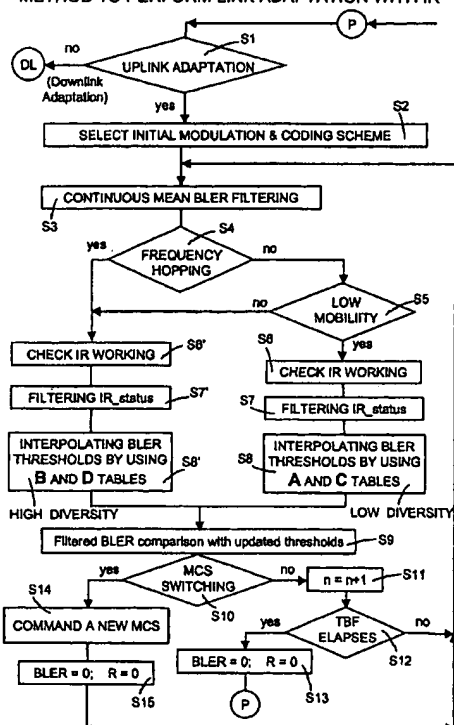 METHOD TO PERFORM LINK ADAPTATION WITH IR
P
S1
no
DL
UPLINK ADAPTATION
(Downlink
Adaptation)
yes
S2
SELECT INITIAL MODULATION & CODING SCHEME
CONTINUOUS MEAN BLER FILTERING
S3
S4
yes
FREQUENCY
HOPPING
no
no
LOW
MOBILIITY
S5
yes
CHECK IR WORKING
S6'
S6
CHECK IR WORKING
FILTERING IR_status
S7'
S7
FILTERING IR_status
INTERPOLATING BLER
THRESHOLDS BY USING
B AND D TABLES
S8'
S8
INTERPOLATING BLER
THRESHOLDS BY USING
A AND C TABLES
HIGH DIVERSITY
LOW DIVERSITY
Filtered BLER comparison with updated thresholds
S9
yes
MCS
SWITCHING
no
S10
n = n+1
S11
S14
COMMAND A NEW MCS
yes
TBF
ELAPSES
no
S12
BLER = 0; R = 0
S15
BLER = 0; R = 0
S13
P